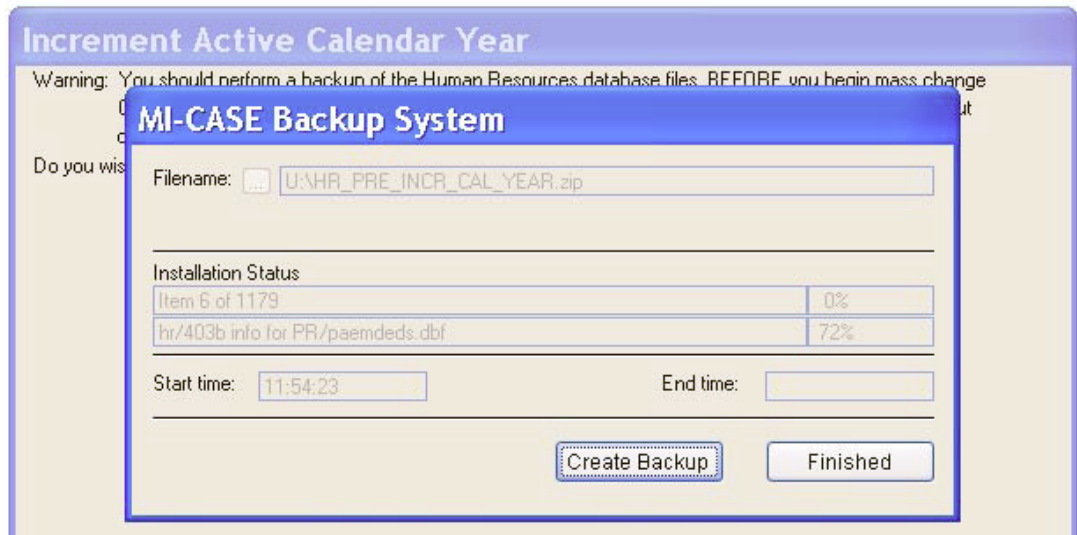 Increment Active Calendar Year
Warning: You should perform a backup of the Human Resources database files, BEFORE you begin mass change
MI-CASE Backup System
Do you wis
Filename: ... U:\HR_PRE_INCR_CAL_YEAR.zip
Installation Status
Item 6 of 1179 0%
hr/403b info for PR/paemdeds.dbf 72%
Start time: 11:54:23 End time:
Create Backup Finished